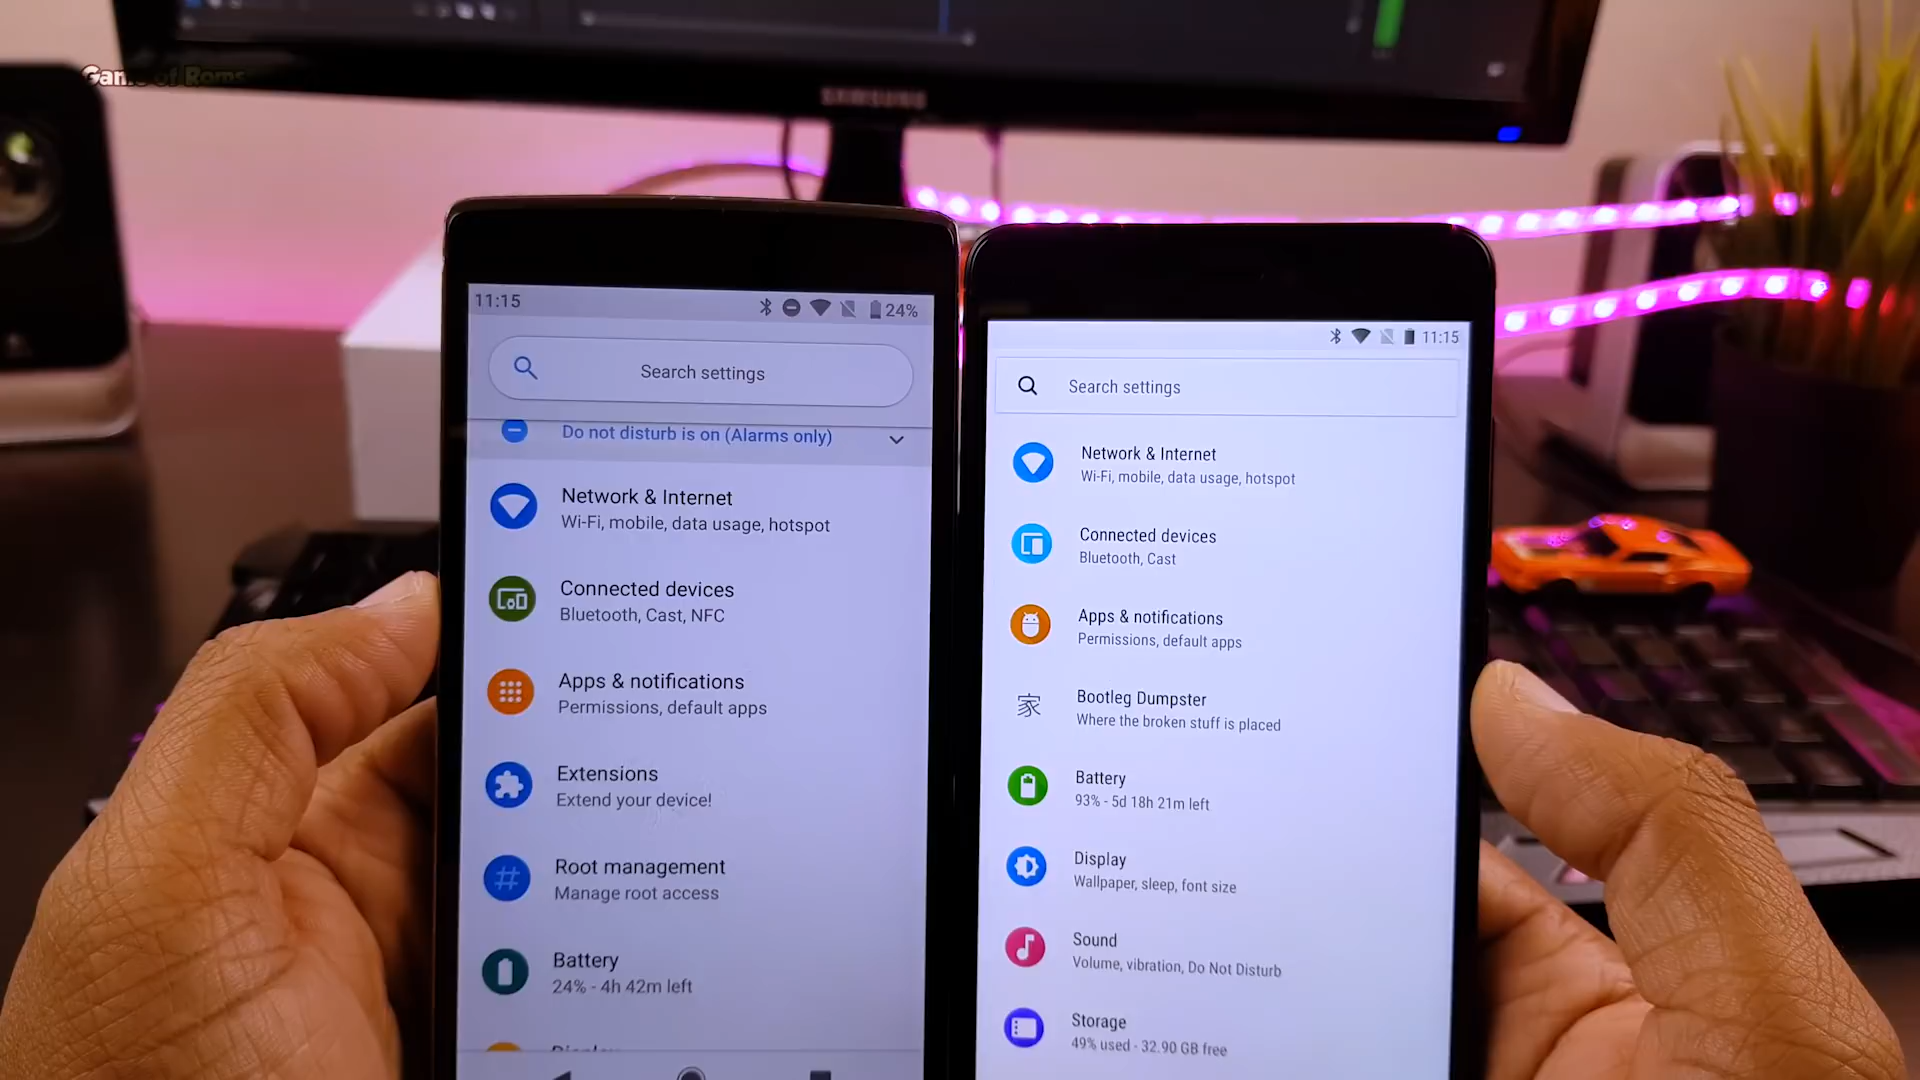 Game of Roms
SAMSUNG
11:15
24%
Search settings
Do not disturb is on (Alarms only)
Network & Internet
Wi-Fi, mobile, data usage, hotspot
Connected devices
Bluetooth, Cast, NFC
Apps & notifications
Permissions, default apps
Extensions
Extend your device!
Root management
Manage root access
Battery
24% - 4h 42m left
Display
11:15
Search settings
Network & Internet
Wi-Fi, mobile, data usage, hotspot
Connected devices
Bluetooth, Cast
Apps & notifications
Permissions, default apps
家
Bootleg Dumpster
Where the broken stuff is placed
Battery
93% - 5d 18h 21m left
Display
Wallpaper, sleep, font size
Sound
Volume, vibration, Do Not Disturb
Storage
49% used - 32.90 GB free